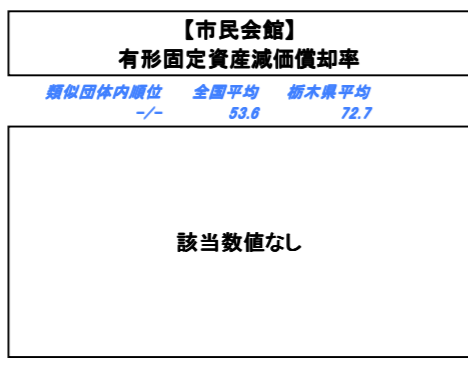 【市民会館】
有形固定資産減価償却率
類似団体内順位 全国平均 栃木県平均
-/- 53.6 72.7
該当数値なし